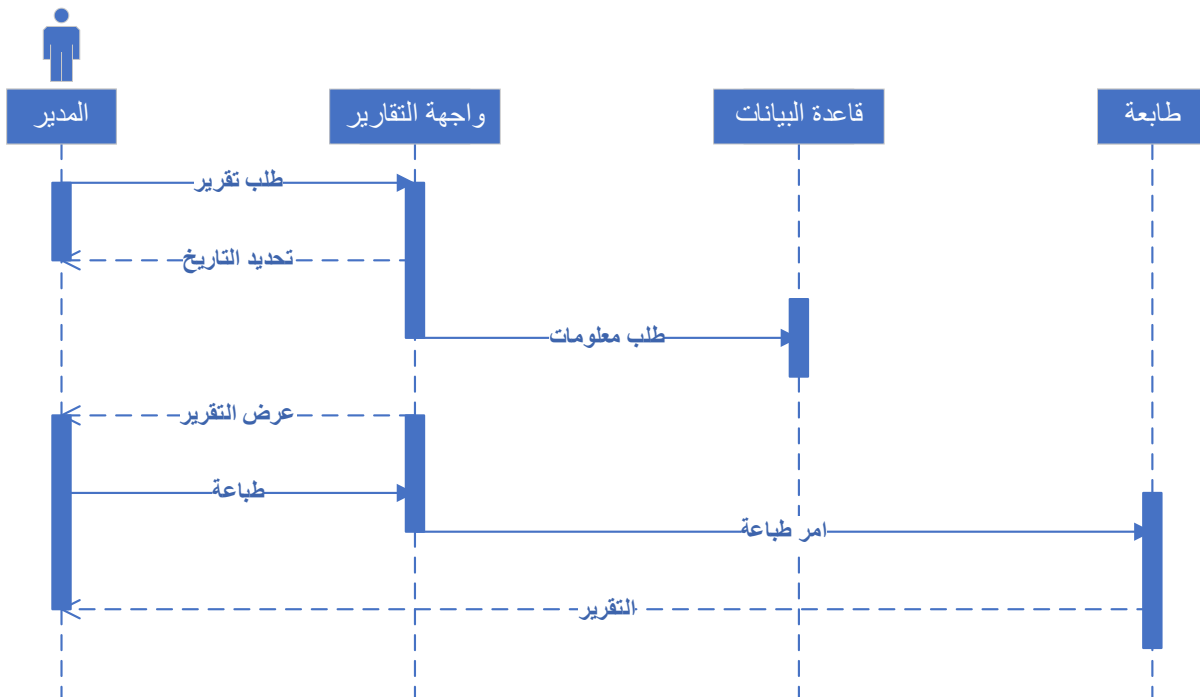 المدير
واجهة التقارير
قاعدة البيانات
طابعة
طلب تقرير
تحديد التاريخ
طلب معلومات
عرض التقرير
طباعة
امر طباعة
التقرير